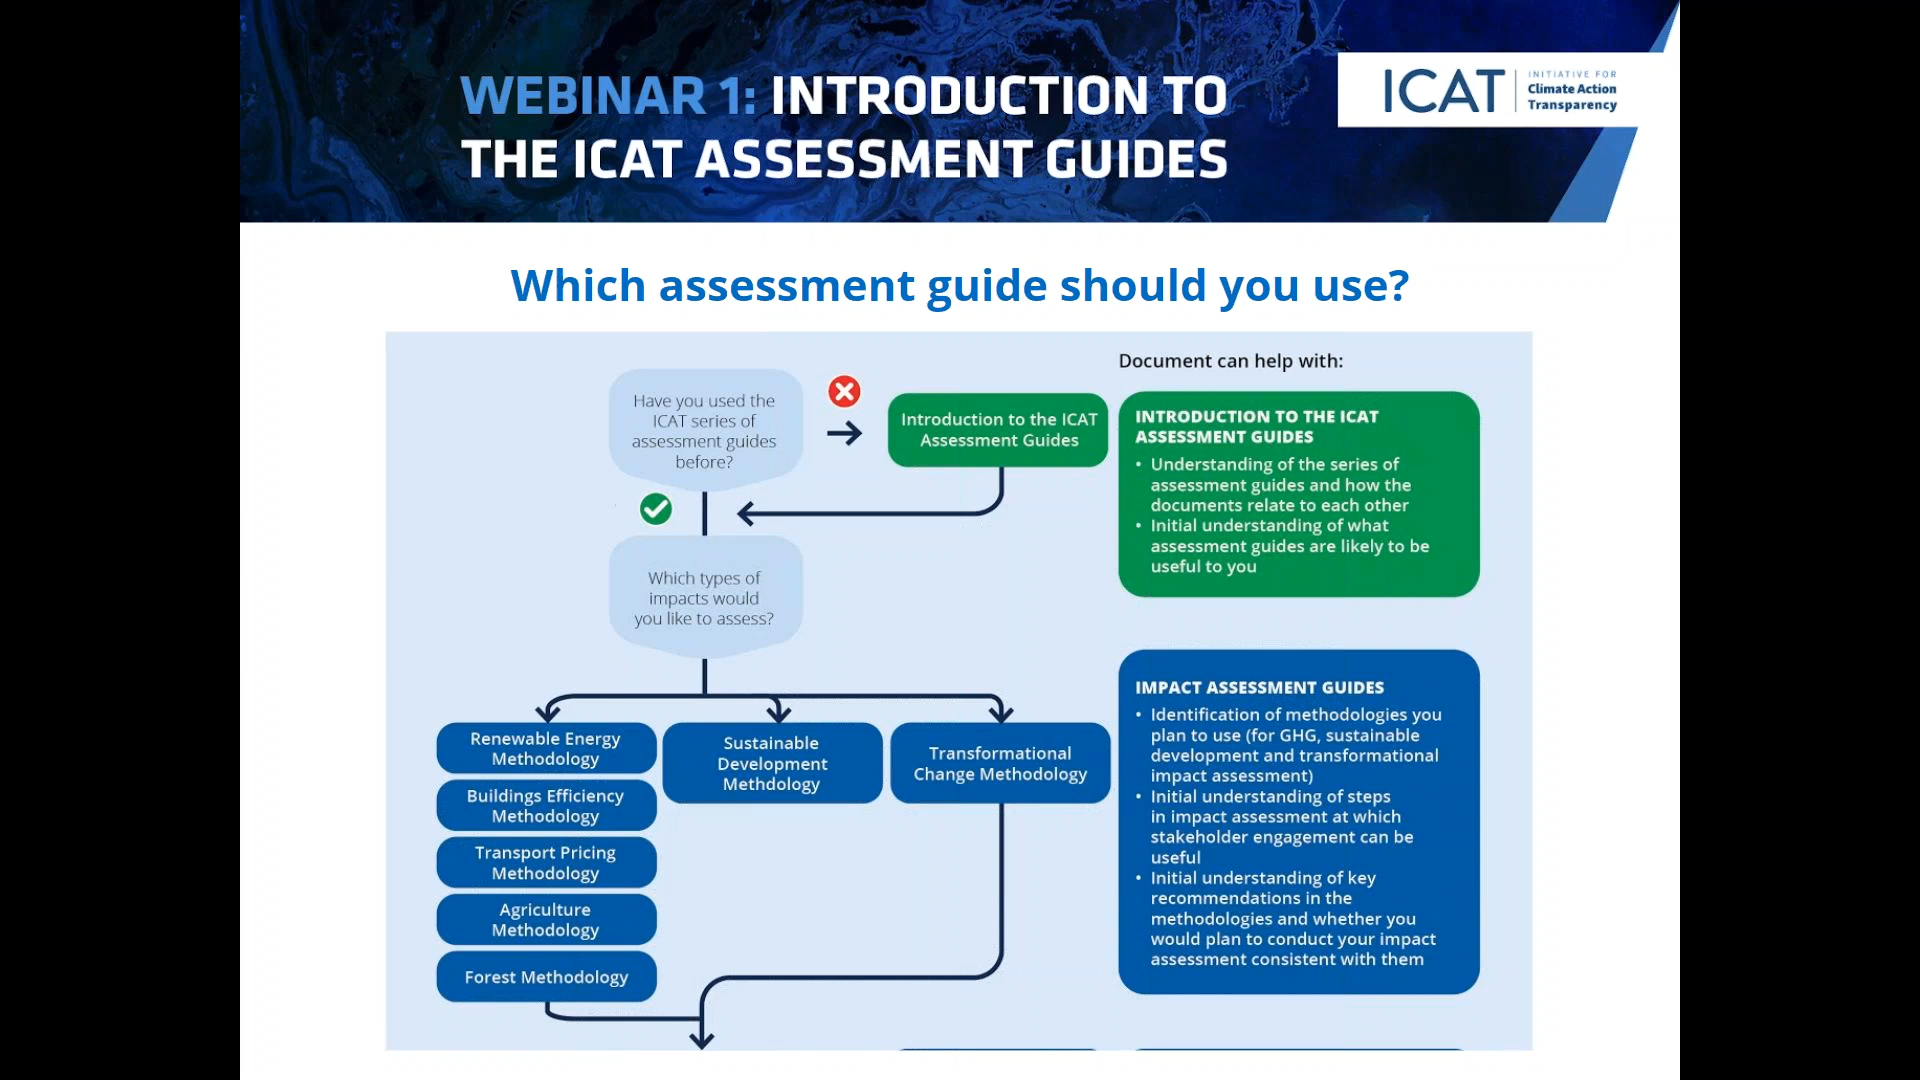 WEBINAR 1: INTRODUCTION TO
THE ICAT ASSESSMENT GUIDES
ICAT
INITIATIVE FOR
Climate Action
Transparency
Which assessment guide should you use?
Document can help with:
Have you used the
ICAT series of
assessment guides
before?
Introduction to the ICAT
Assessment Guides
INTRODUCTION TO THE ICAT
ASSESSMENT GUIDES
• Understanding of the series of
assessment guides and how the
documents relate to each other
• Initial understanding of what
assessment guides are likely to be
useful to you
Which types of
impacts would
you like to assess?
Renewable Energy
Methodology
Buildings Efficiency
Methodology
Transport Pricing
Methodology
Agriculture
Methodology
Forest Methodology
Sustainable
Development
Methdology
Transformational
Change Methodology
IMPACT ASSESSMENT GUIDES
• Identification of methodologies you
plan to use (for GHG, sustainable
development and transformational
impact assessment)
• Initial understanding of steps
in impact assessment at which
stakeholder engagement can be
useful
• Initial understanding of key
recommendations in the
methodologies and whether you
would plan to conduct your impact
assessment consistent with them